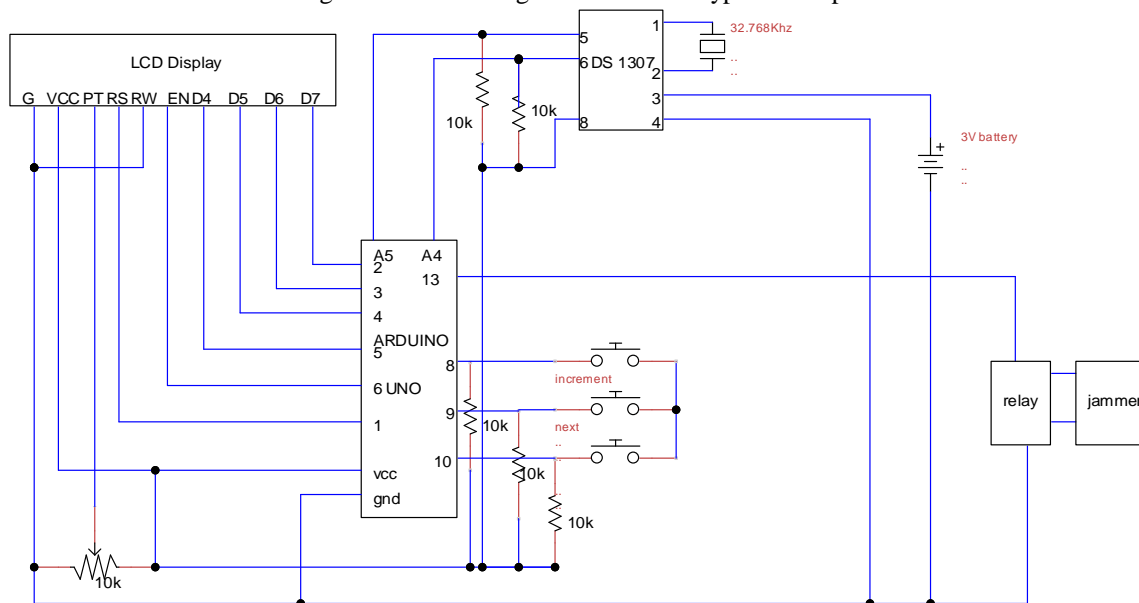 32.768Khz
..
..
LCD Display
G VCC PT RS RW EN D4 D5 D6 D7
5 1
6 DS 1307 2
8 3
4
10k
10k
3V battery
+
..
..
A5 A4
2
13
3
4
ARDUINO
5
8
6 UNO
9
1
10
vcc
gnd
increment
next
..
..
..
10k
10k
10k
10k
relay
jammer